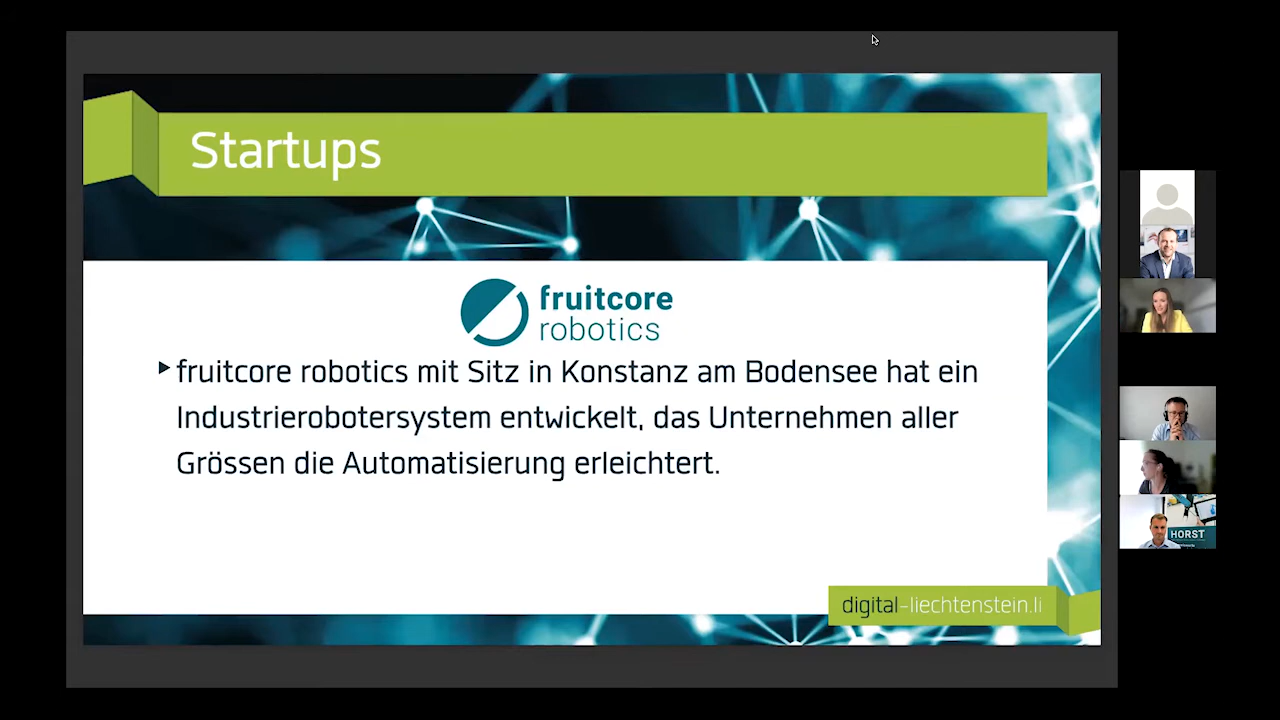 Startups
fruitcore
robotics
fruitcore robotics mit Sitz in Konstanz am Bodensee hat ein
Industrierobotersystem entwickelt, das Unternehmen aller
Grössen die Automatisierung erleichtert.
digital-liechtenstein.li
HORST